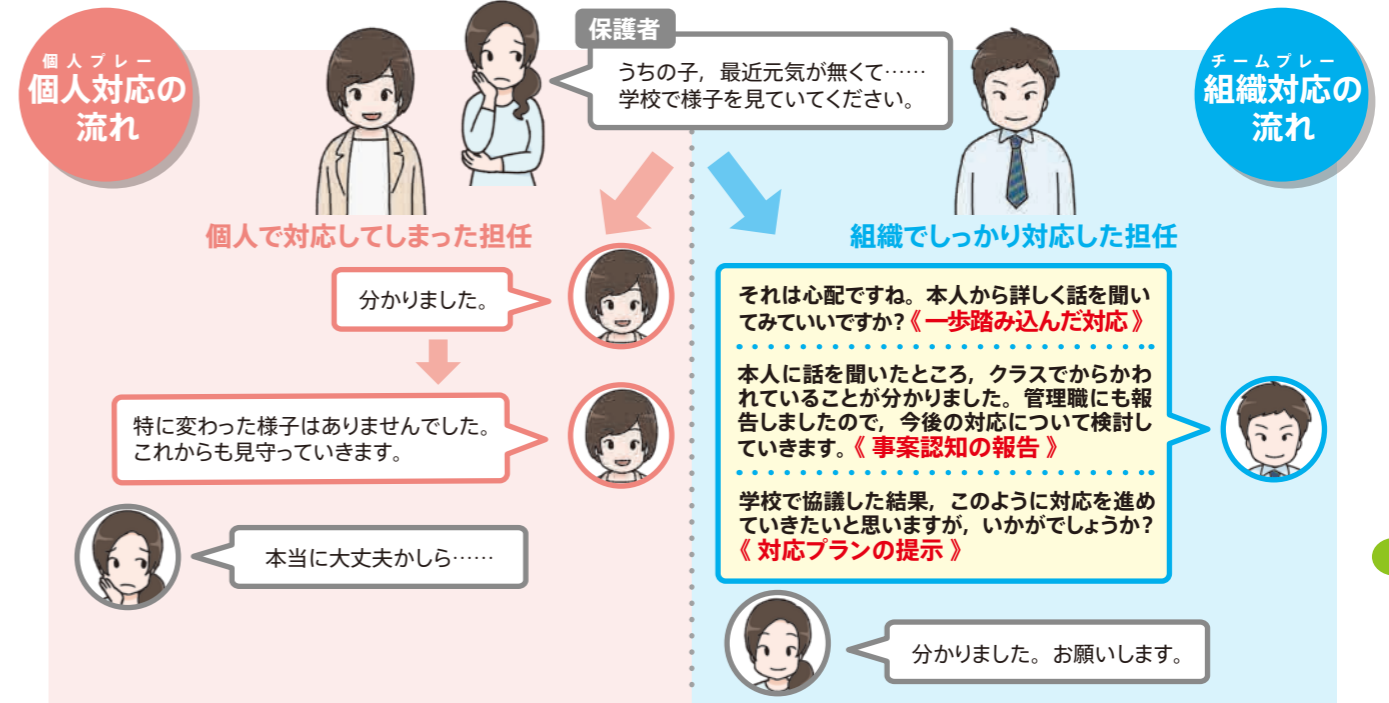 個人プレー
個人対応の
流れ
保護者
うちの子，最近元気が無くて……
学校で様子を見ていてください。
チームプレー
組織対応の
流れ
個人で対応してしまった担任
分かりました。
特に変わった様子はありませんでした。
これからも見守っていきます。
本当に大丈夫かしら……
組織でしっかり対応した担任
それは心配ですね。本人から詳しく話を聞い
てみていいですか？《 一歩踏み込んだ対応 》
本人に話を聞いたところ，クラスでからかわ
れていることが分かりました。管理職にも報
告しましたので，今後の対応について検討し
ていきます。《 事案認知の報告 》
学校で協議した結果，このように対応を進め
ていきたいと思いますが，いかがでしょうか？
《 対応プランの提示 》
分かりました。お願いします。